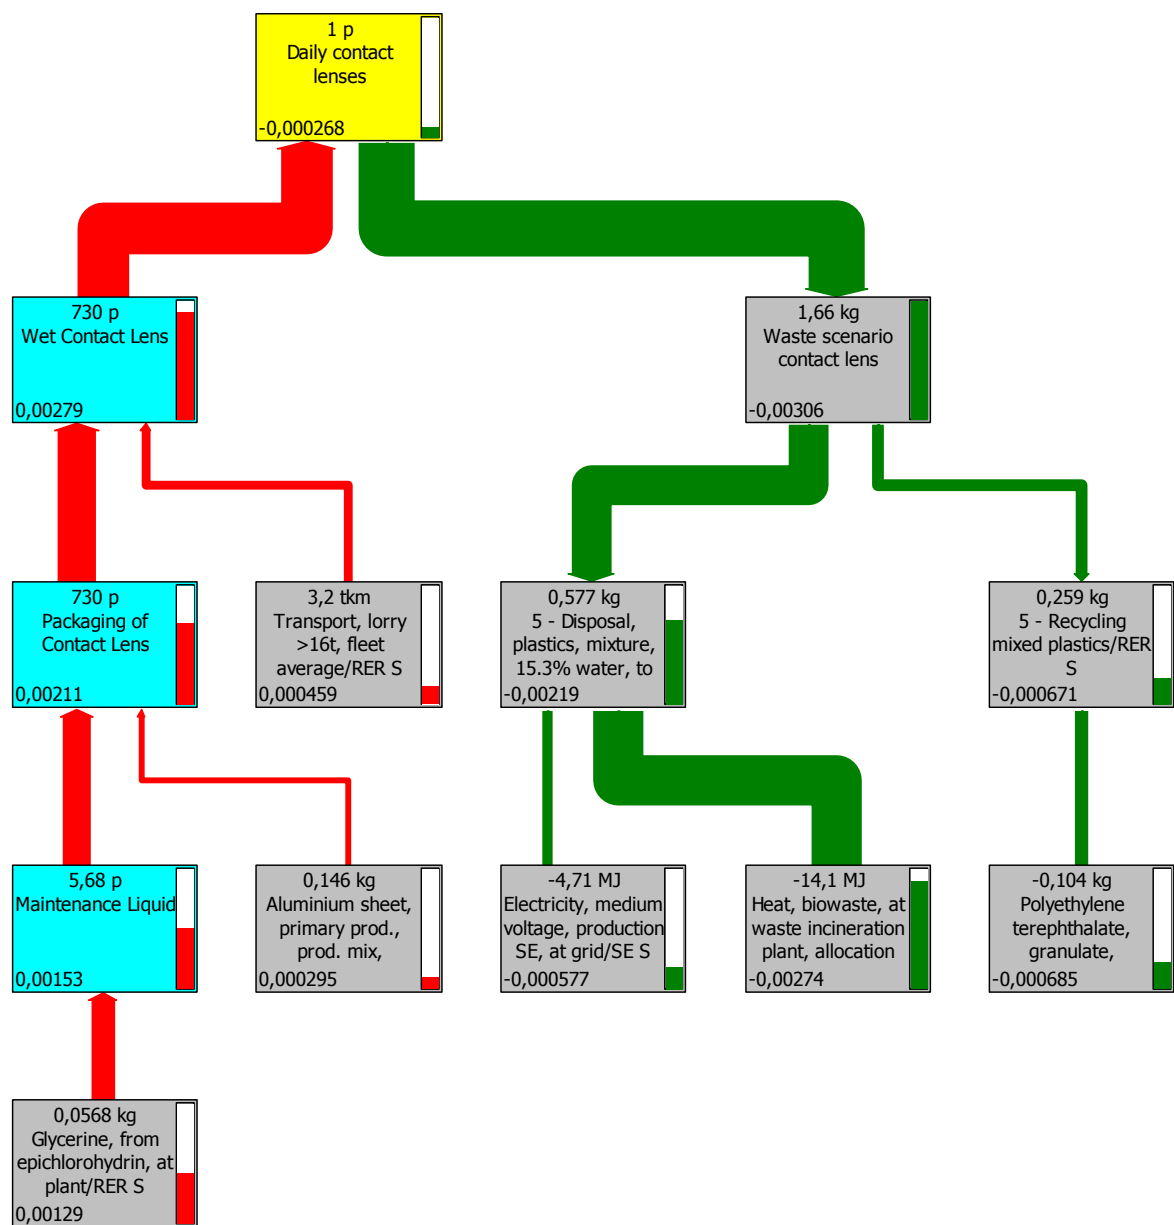 1 p
Daily contact
lenses
-0,000268
730 p
Wet Contact Lens
0,00279
1,66 kg
Waste scenario
contact lens
-0,00306
730 p
Packaging of
Contact Lens
0,00211
3,2 tkm
Transport, lorry
>16t, fleet
average/RER S
0,000459
0,577 kg
5 - Disposal,
plastics, mixture,
15.3% water, to
-0,00219
0,259 kg
5 - Recycling
mixed plastics/RER
S
-0,000671
5,68 p
Maintenance Liquid
0,00153
0,146 kg
Aluminium sheet,
primary prod.,
prod. mix,
0,000295
-4,71 MJ
Electricity, medium
voltage, production
SE, at grid/SE S
-0,000577
-14,1 MJ
Heat, biowaste, at
waste incineration
plant, allocation
-0,00274
-0,104 kg
Polyethylene
terephthalate,
granulate,
-0,000685
0,0568 kg
Glycerine, from
epichlorohydrin, at
plant/RER S
0,00129